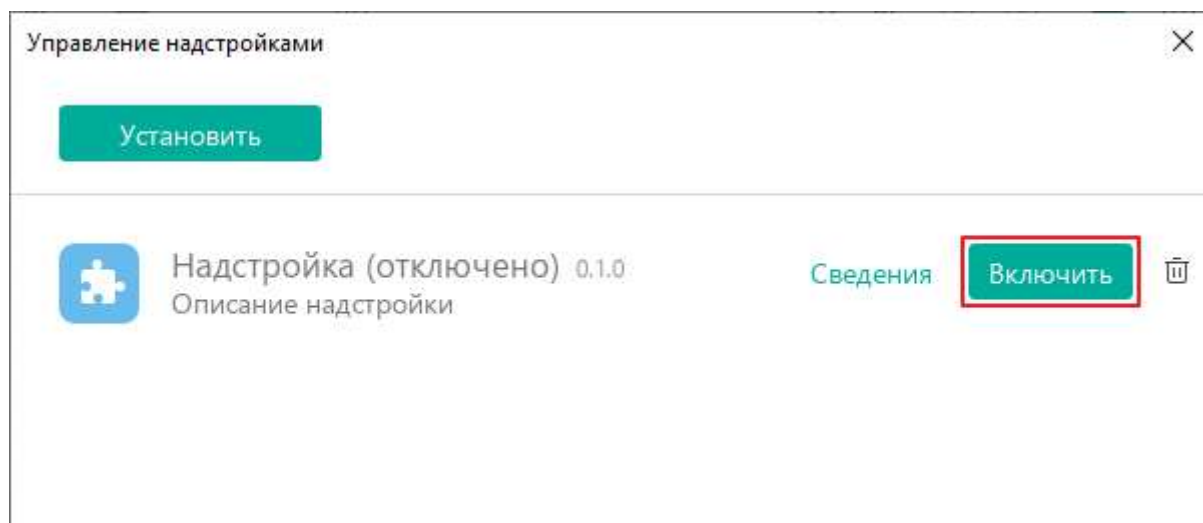 Управление надстройками
Установить
Надстройка (отключено) 0.1.0 Сведения Включить
Описание надстройки